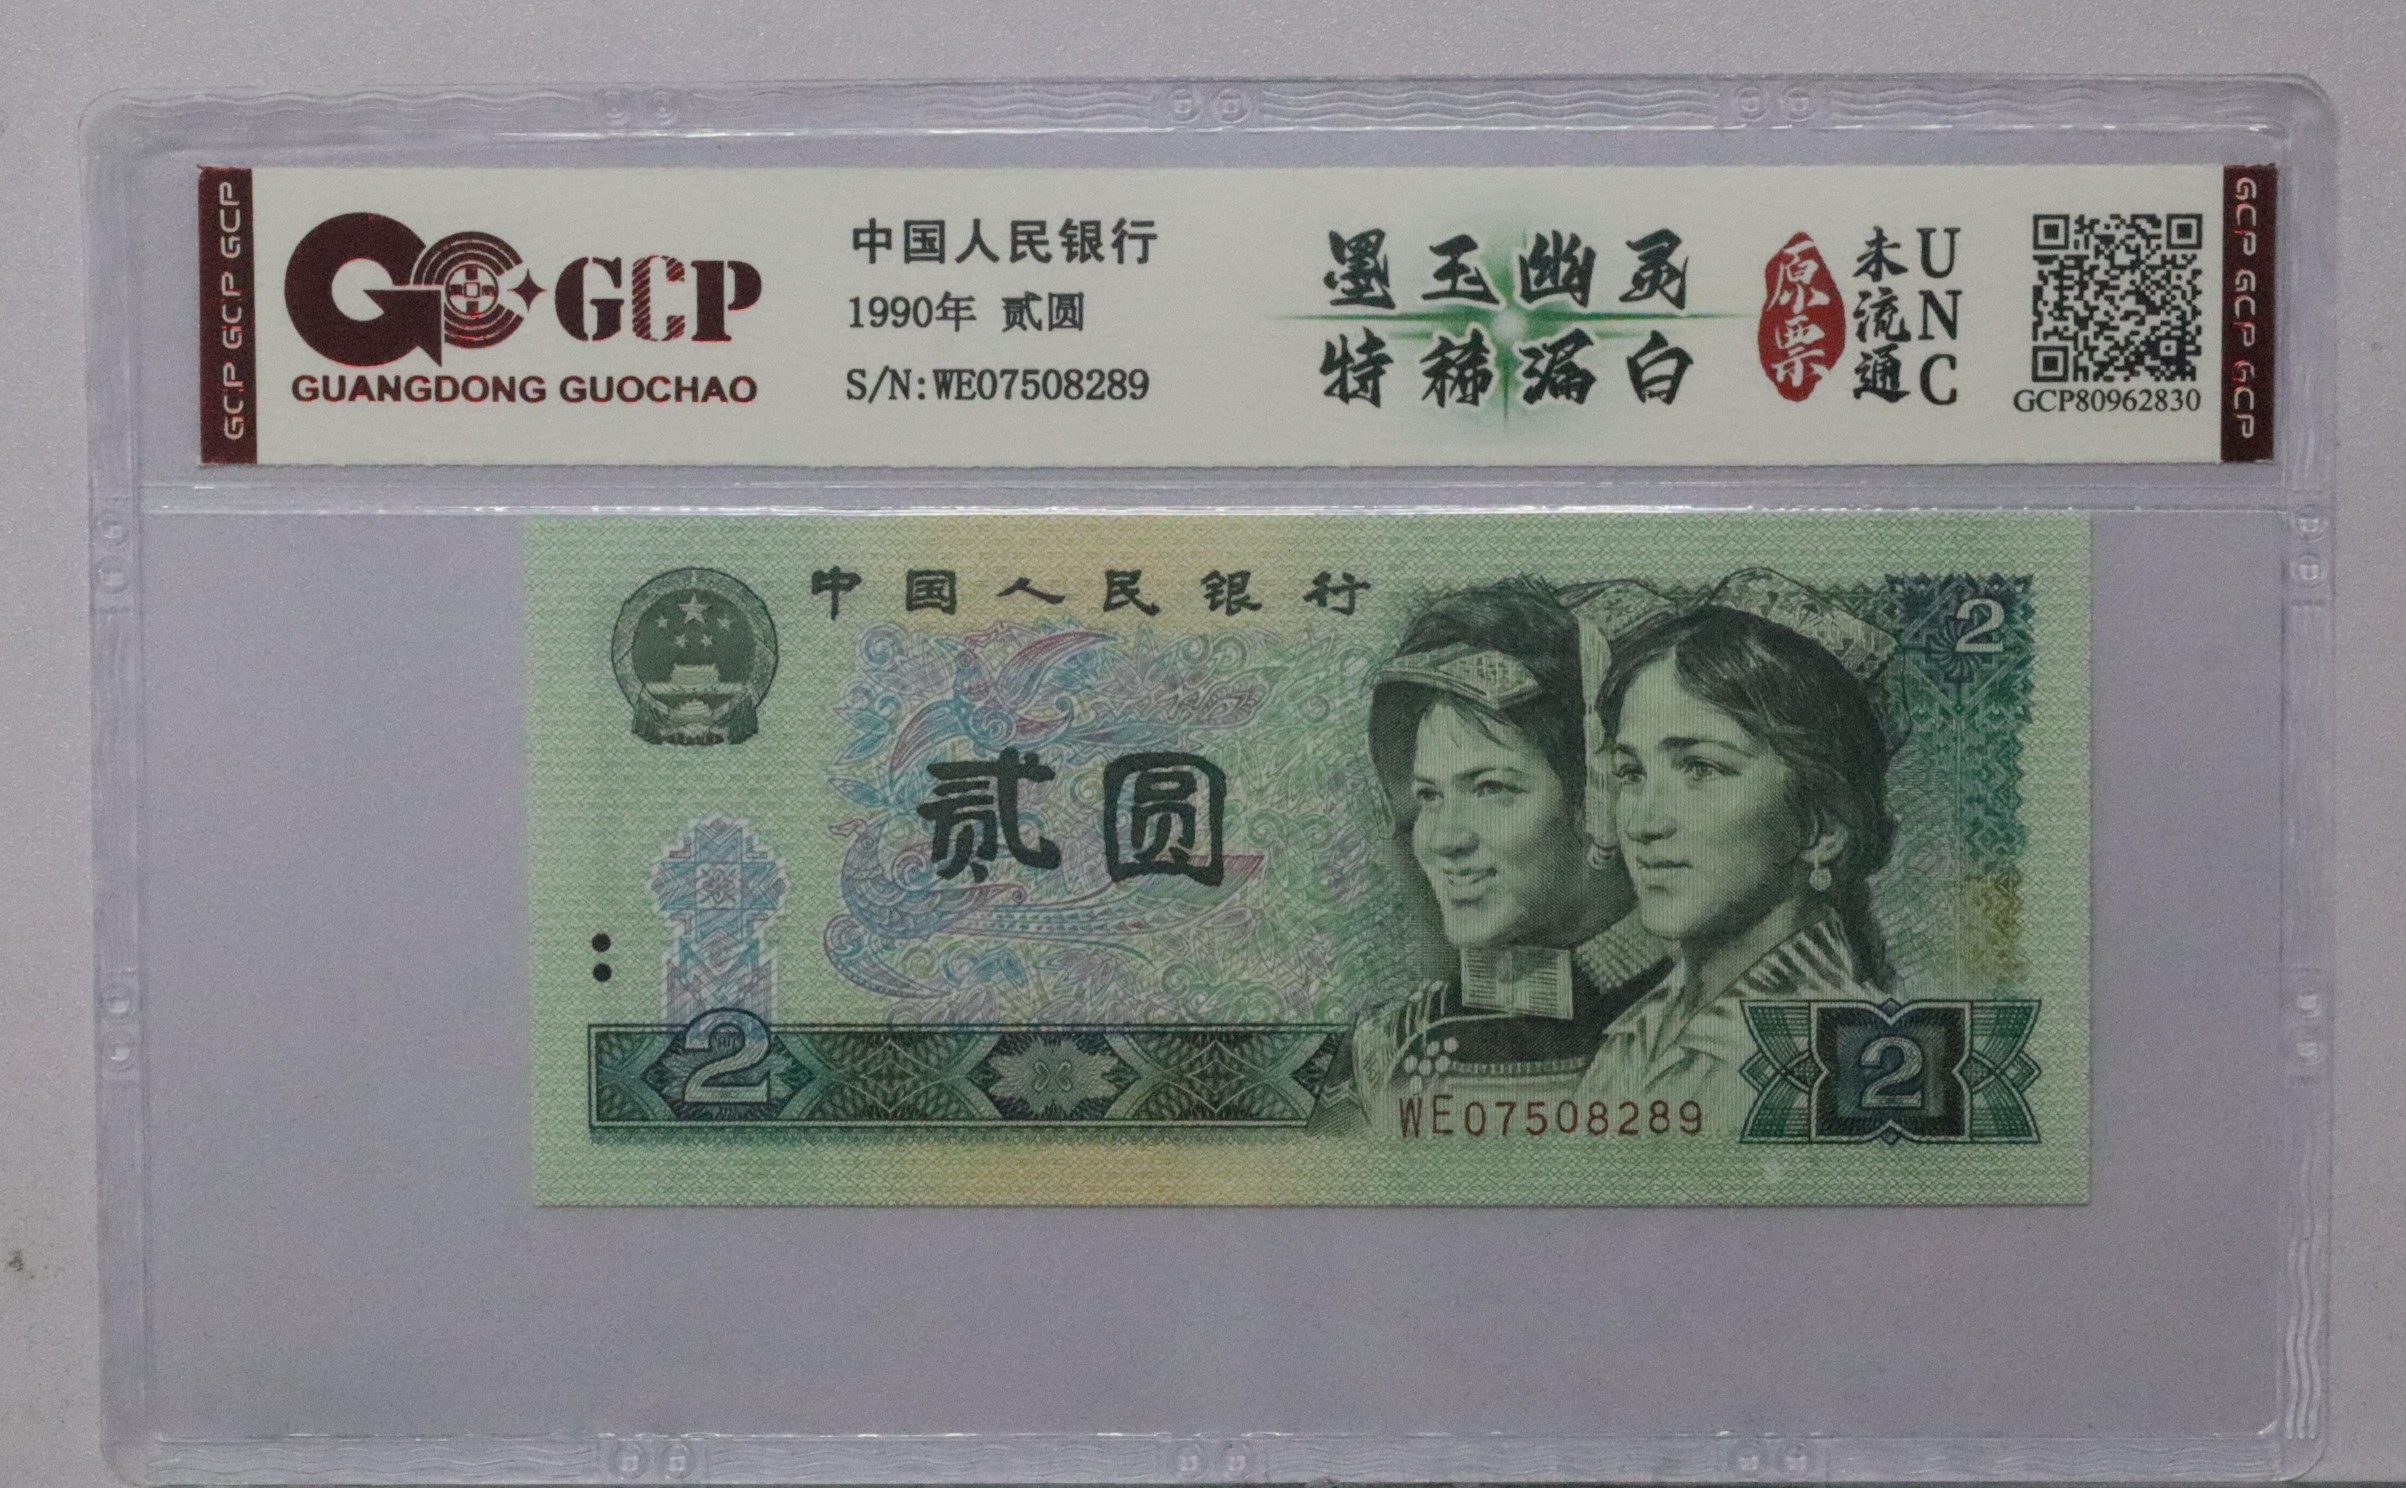 GCP GCP GCP
GCP
GUANGDONG GUOCHAO
中国人民银行
1990年 贰圆
S/N:WE07508289
墨玉幽灵
特稀漏白
原票
未流通
UNC
GCP80962830
GCP GCP GCP
中国人民银行
2
贰圆
2
2
WE07508289